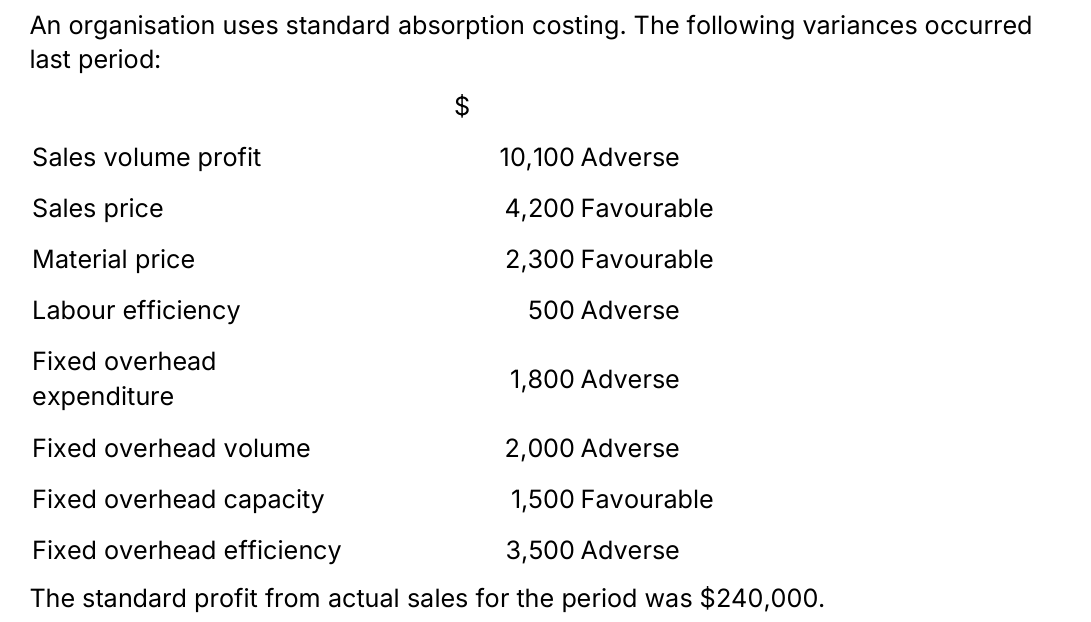 An organisation uses standard absorption costing. The following variances occurred
last period:
$
Sales volume profit 10,100 Adverse
Sales price 4,200 Favourable
Material price 2,300 Favourable
Labour efficiency 500 Adverse
Fixed overhead
expenditure 1,800 Adverse
Fixed overhead volume 2,000 Adverse
Fixed overhead capacity 1,500 Favourable
Fixed overhead efficiency 3,500 Adverse
The standard profit from actual sales for the period was $240,000.